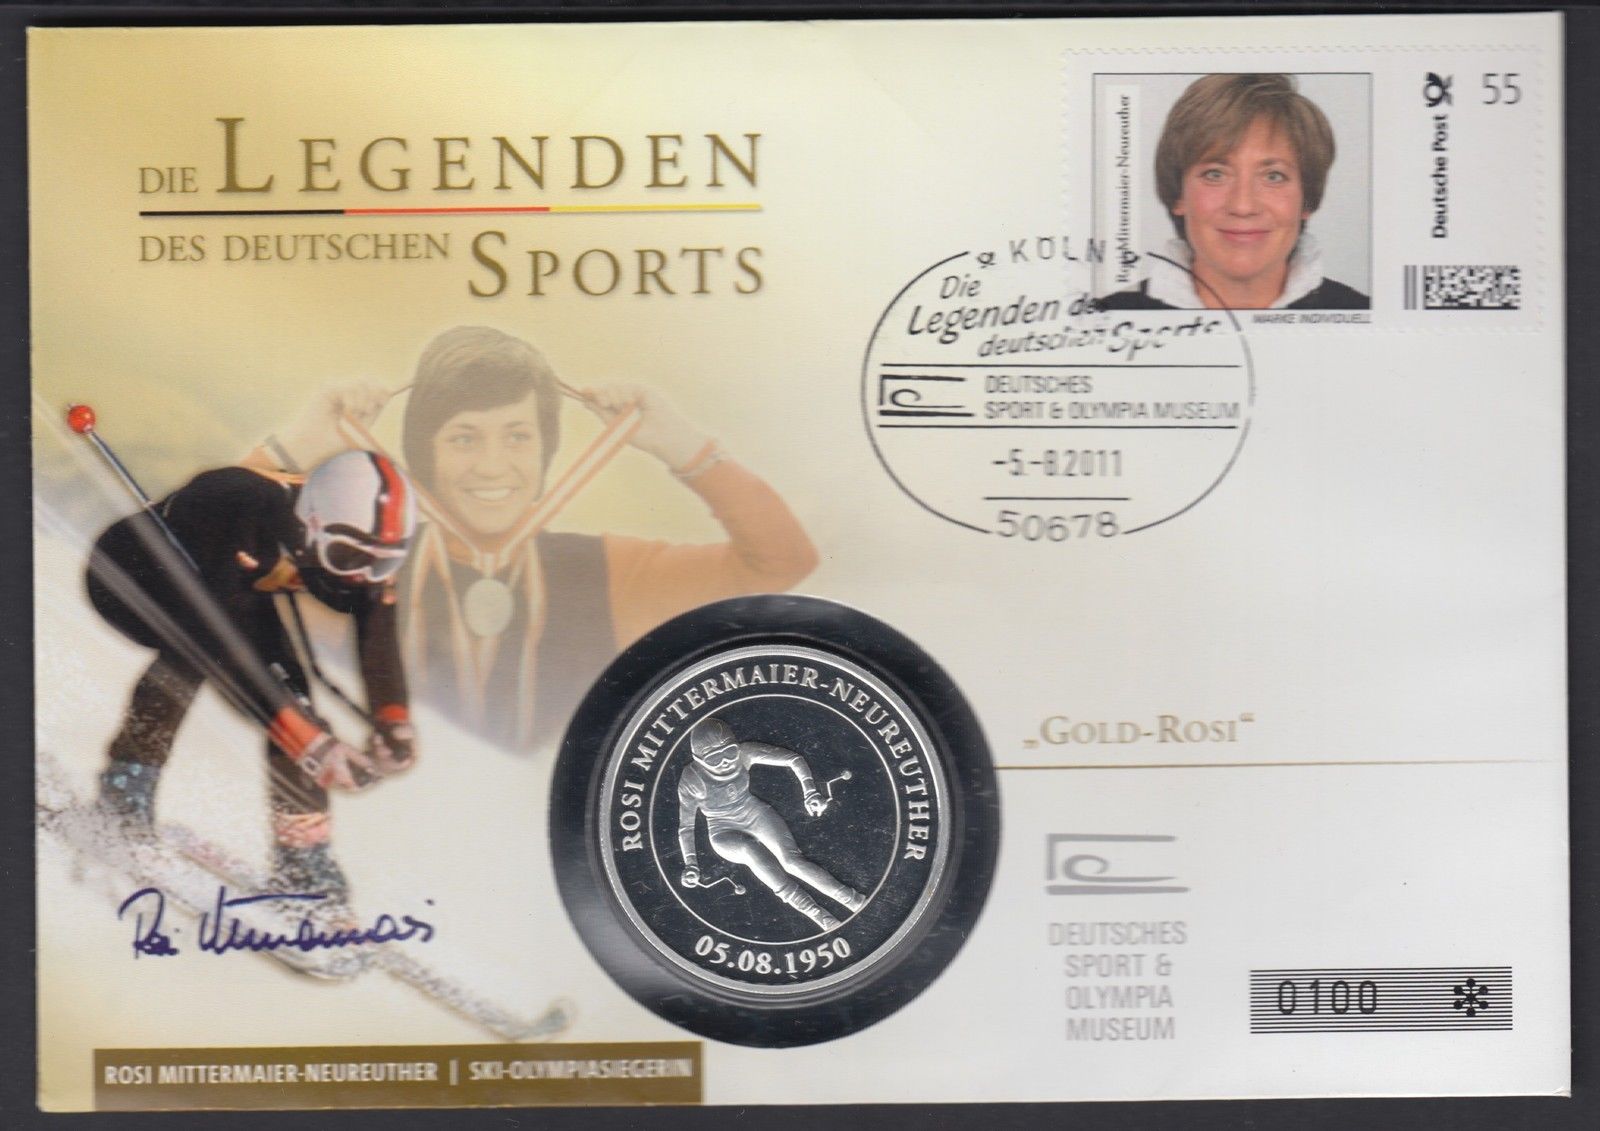 DIE LEGENDEN
DES DEUTSCHEN SPORTS
Mittermaier-Neureuther
Deutsche Post
55
MARKE INDIVIDUELL
KÖLN
Die
Legenden des
deutschen Sports
DEUTSCHES
SPORT & OLYMPIA MUSEUM
-5.-8.2011
50678
ROSI MITTERMAIER-NEUREUTHER
05.08.1950
„GOLD-ROSI“
DEUTSCHES
SPORT &
OLYMPIA
MUSEUM
0100
Rosi Mittermaier
ROSI MITTERMAIER-NEUREUTHER | SKI-OLYMPIASIEGERIN